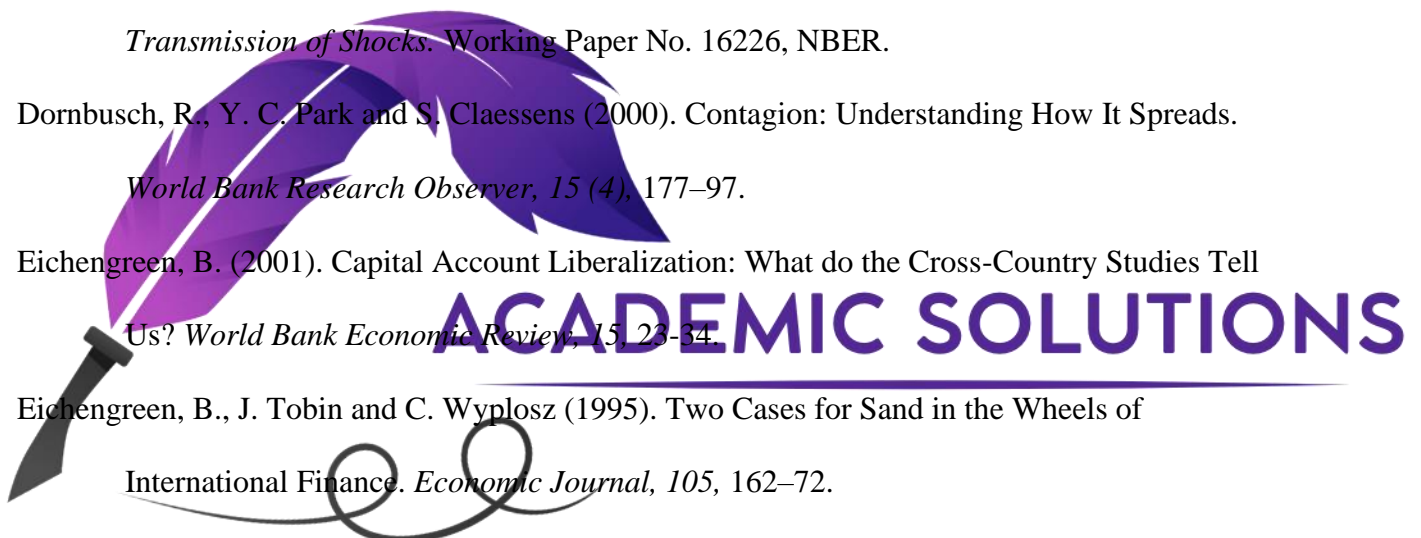 Transmission of Shocks. Working Paper No. 16226, NBER.
Dornbusch, R., Y. C. Park and S. Claessens (2000). Contagion: Understanding How It Spreads.
World Bank Research Observer, 15 (4), 177–97.
Eichengreen, B. (2001). Capital Account Liberalization: What do the Cross-Country Studies Tell
Us? World Bank Economic Review, 15, 23-34.
ACADEMIC SOLUTIONS
Eichengreen, B., J. Tobin and C. Wyplosz (1995). Two Cases for Sand in the Wheels of
International Finance. Economic Journal, 105, 162–72.